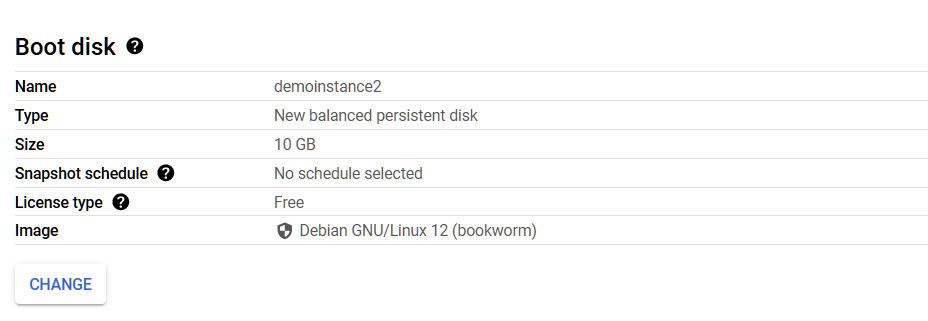 Boot disk
Name demoinstance2
Type New balanced persistent disk
Size 10 GB
Snapshot schedule No schedule selected
License type Free
Image Debian GNU/Linux 12 (bookworm)
CHANGE